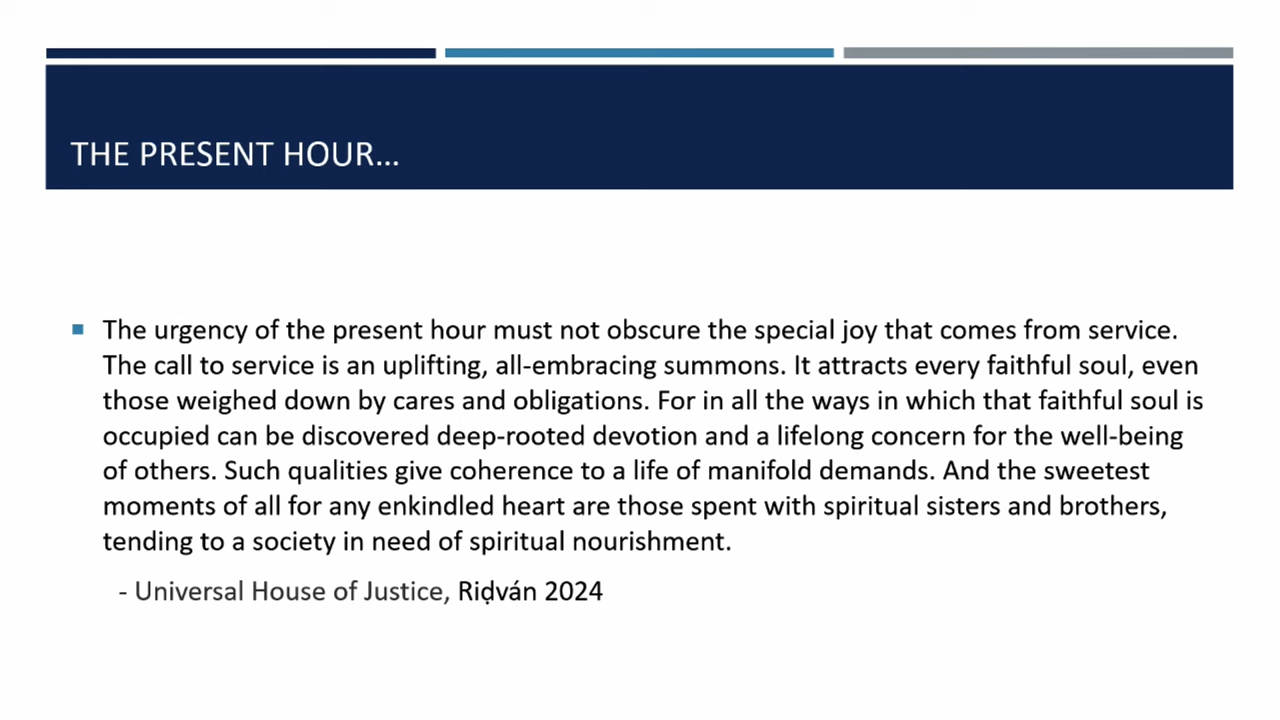 THE PRESENT HOUR...
The urgency of the present hour must not obscure the special joy that comes from service.
The call to service is an uplifting, all-embracing summons. It attracts every faithful soul, even
those weighed down by cares and obligations. For in all the ways in which that faithful soul is
occupied can be discovered deep-rooted devotion and a lifelong concern for the well-being
of others. Such qualities give coherence to a life of manifold demands. And the sweetest
moments of all for any enkindled heart are those spent with spiritual sisters and brothers,
tending to a society in need of spiritual nourishment.
- Universal House of Justice, Riḍván 2024